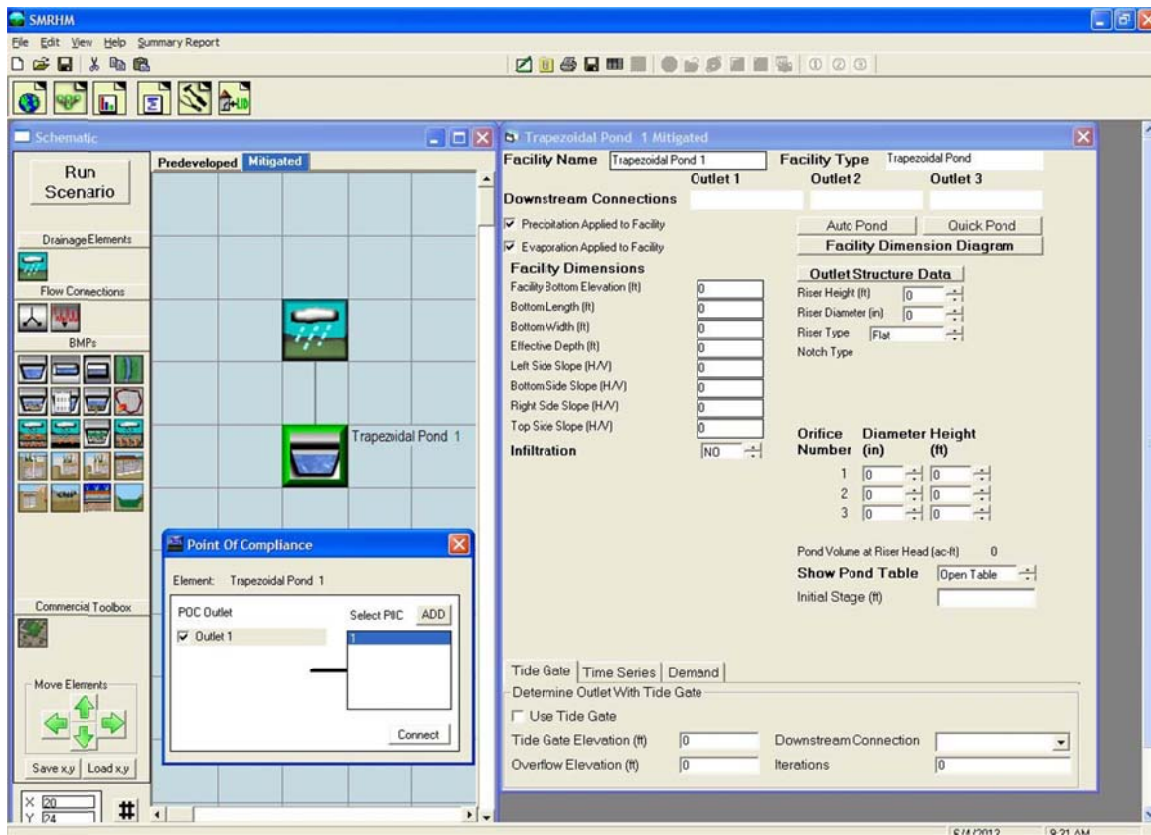 SMRHM
File Edit View Help Summary Report
Schematic
Run
Scenario
Predeveloped Mitigated
Drainage Elements
Flow Connections
BMPs
Trapezoidal Pond 1
Commercial Toolbox
Move Elements
Save x,y Load x,y
X 20
Y 24
#
Point Of Compliance
Element: Trapezoidal Pond 1
POC Outlet
Select POC ADD
Outlet 1
1
Connect
Trapezoidal Pond 1 Mitigated
Facility Name Trapezoidal Pond 1 Facility Type Trapezoidal Pond
Outlet 1 Outlet 2 Outlet 3
Downstream Connections
Precipitation Applied to Facility
Auto Pond Quick Pond
Evaporation Applied to Facility
Facility Dimension Diagram
Facility Dimensions
Facility Bottom Elevation (ft) 0
Bottom Length (ft) 0
Bottom Width (ft) 0
Effective Depth (ft) 0
Left Side Slope (H/V) 0
Bottom Side Slope (H/V) 0
Right Side Slope (H/V) 0
Top Side Slope (H/V) 0
Infiltration NO
Outlet Structure Data
Riser Height (ft) 0
Riser Diameter (in) 0
Riser Type Flat
Notch Type
Orifice Diameter Height
Number (in) (ft)
1 0 0
2 0 0
3 0 0
Pond Volume at Riser Head (ac-ft) 0
Show Pond Table Open Table
Initial Stage (ft)
Tide Gate Time Series Demand
Determine Outlet With Tide Gate
Use Tide Gate
Tide Gate Elevation (ft) 0 Downstream Connection
Overflow Elevation (ft) 0 Iterations 0
6/4/2012 9:21 AM